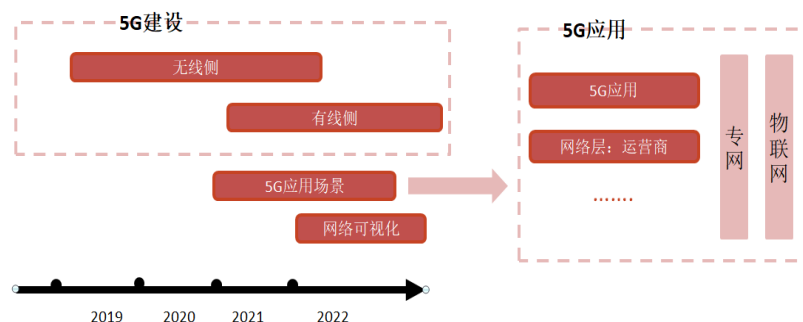 5G建设
无线侧
有线侧
5G应用场景
网络可视化
2019 2020 2021 2022
5G应用
5G应用
网络层：运营商
.......
专网
物联网